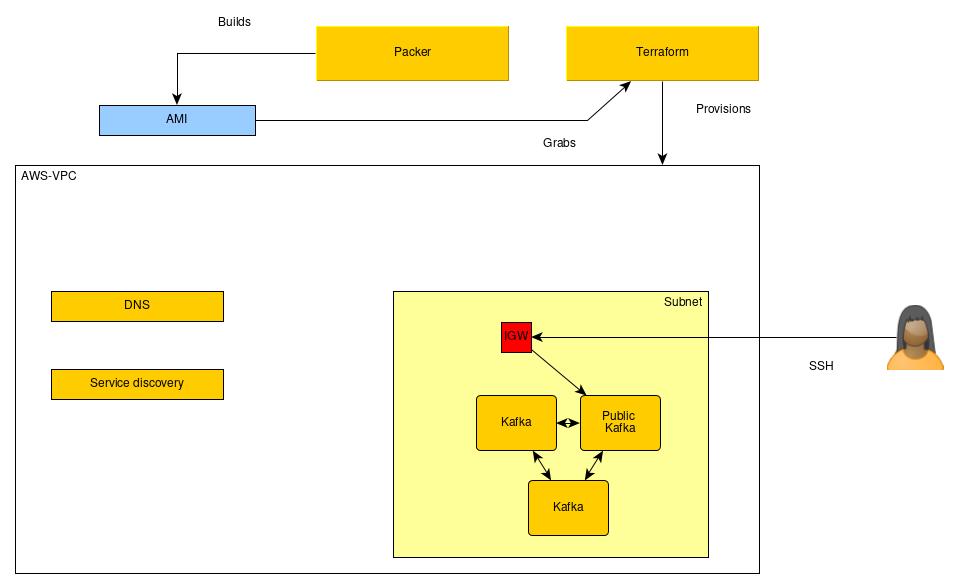 Builds
Packer
Terraform
AMI
Provisions
Grabs
AWS-VPC
DNS
Subnet
IGW
SSH
Service discovery
Kafka
Public
Kafka
Kafka